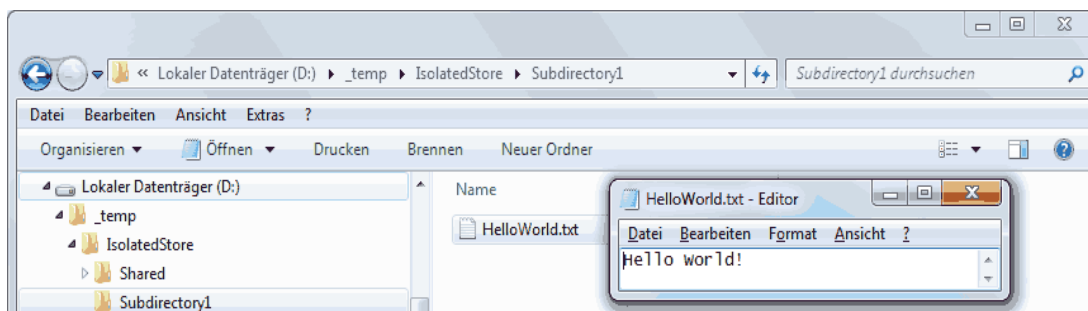 « Lokaler Datenträger (D:) ▸ _temp ▸ IsolatedStore ▸ Subdirectory1
Subdirectory1 durchsuchen
Datei Bearbeiten Ansicht Extras ?
Organisieren Öffnen Drucken Brennen Neuer Ordner
Lokaler Datenträger (D:)
_temp
IsolatedStore
Shared
Subdirectory1
Name
HelloWorld.txt
HelloWorld.txt - Editor
Datei Bearbeiten Format Ansicht ?
Hello World!